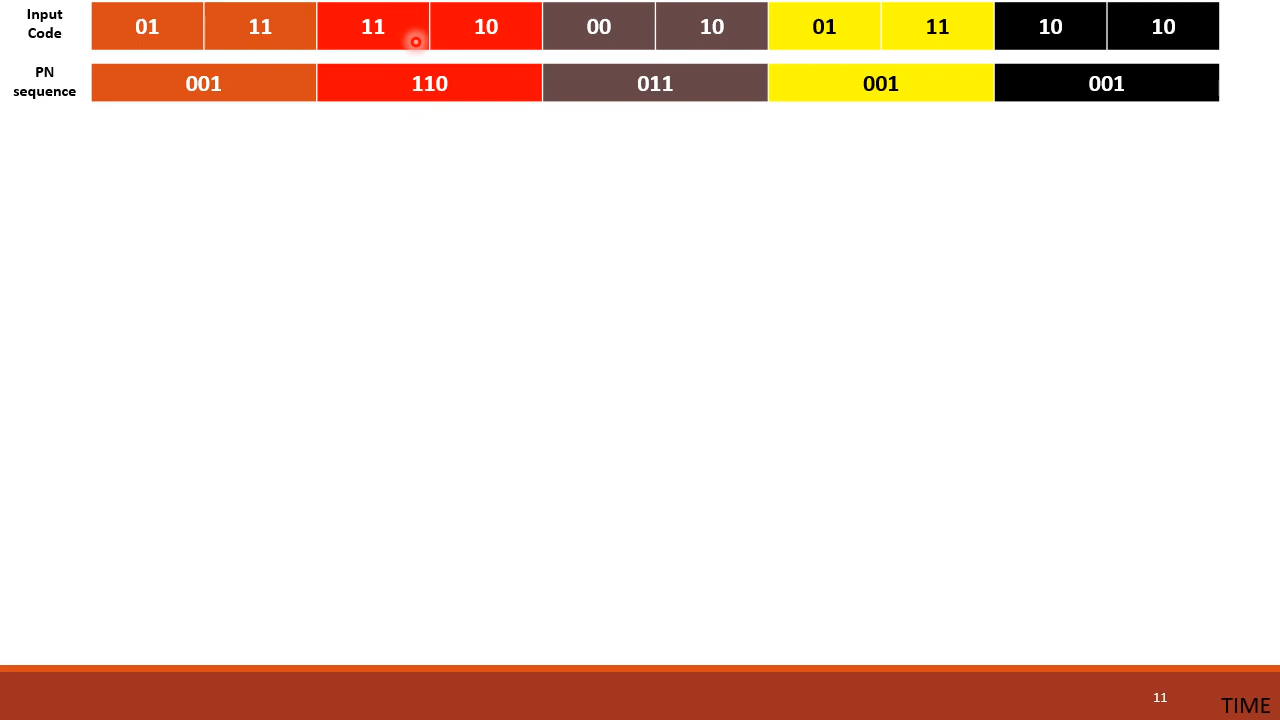 Input
Code
01 11 11 10 00 10 01 11 10 10
PN
sequence
001 110 011 001 001
11
TIME